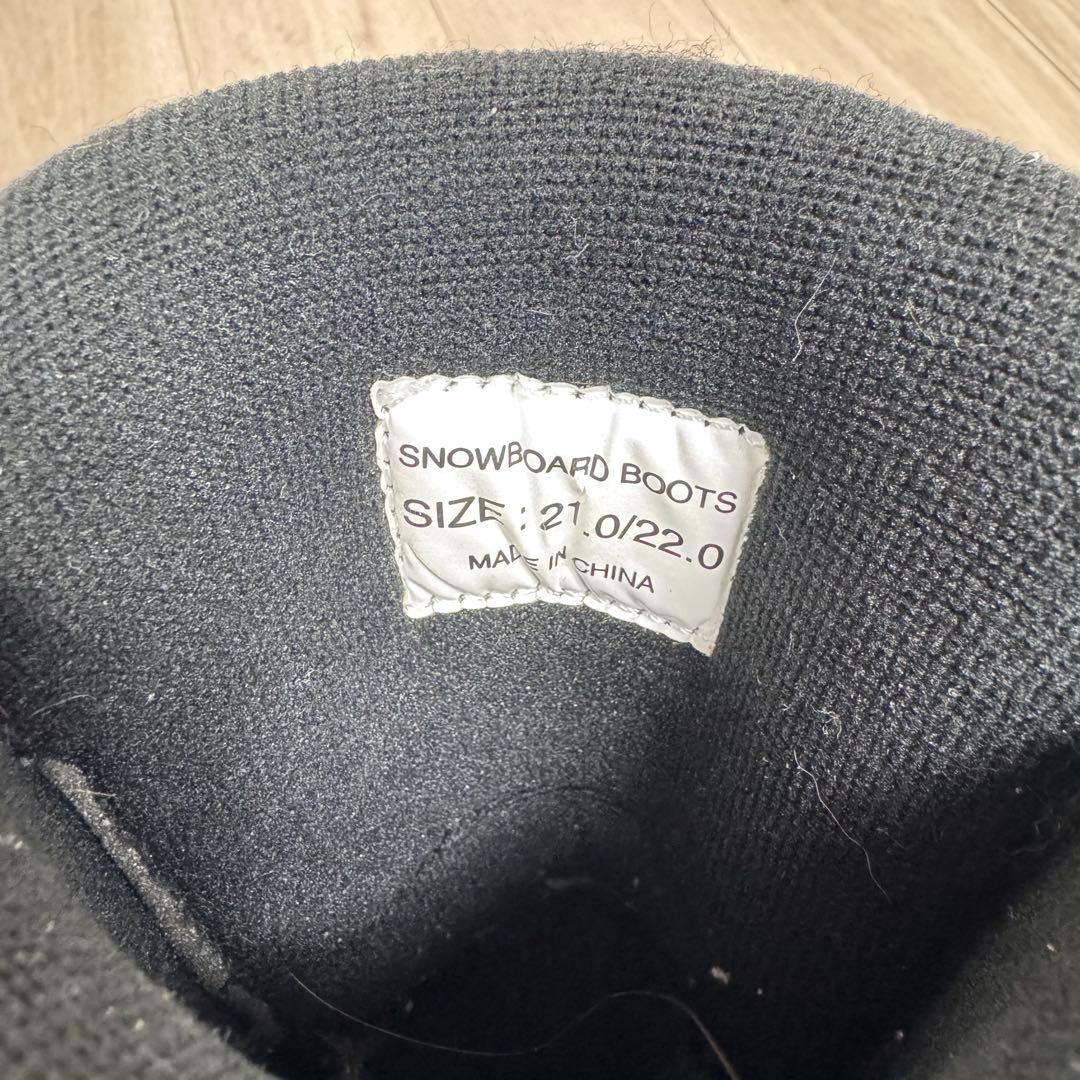 SNOWBOARD BOOTS
SIZE : 21.0/22.0
MADE IN CHINA